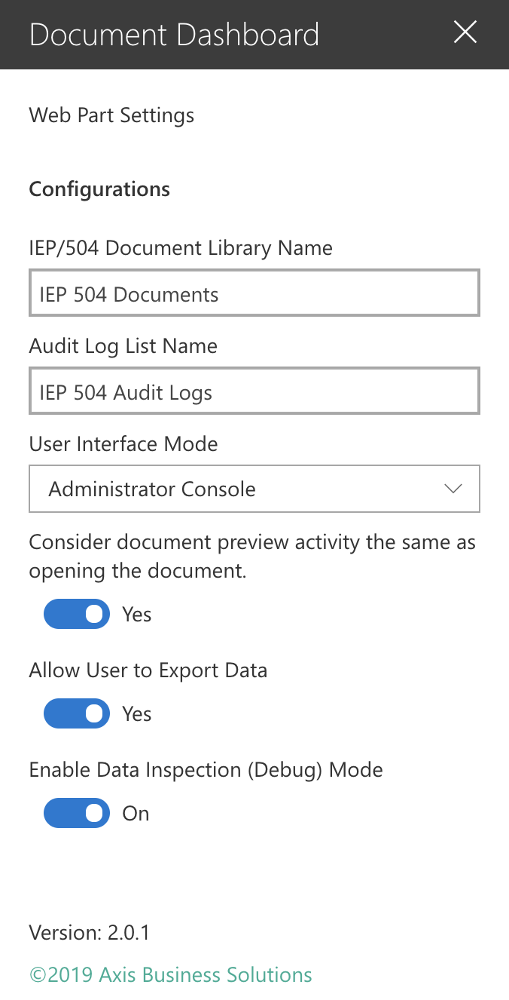 Document Dashboard
Web Part Settings
Configurations
IEP/504 Document Library Name
IEP 504 Documents
Audit Log List Name
IEP 504 Audit Logs
User Interface Mode
Administrator Console
Consider document preview activity the same as
opening the document.
Yes
Allow User to Export Data
Yes
Enable Data Inspection (Debug) Mode
On
Version: 2.0.1
©2019 Axis Business Solutions